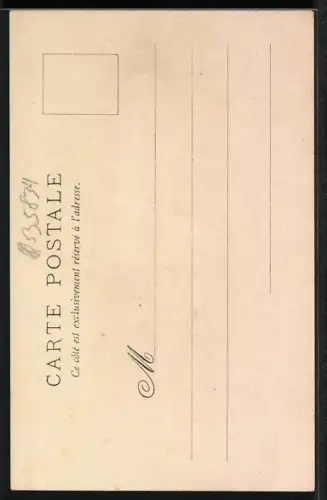 CARTE POSTALE
Ce côté est exclusivement réservé à l'adresse.
M